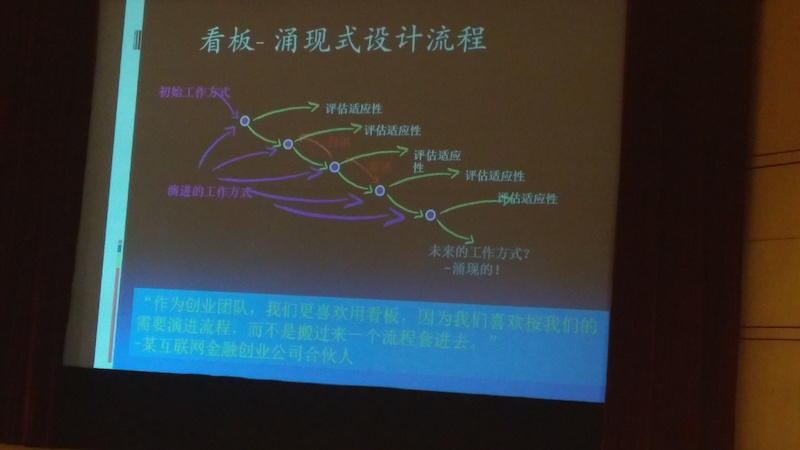 看板- 涌现式设计流程
初始工作方式
评估适应性
评估适应性
评估适应
性
评估适应性
评估适应性
演进的工作方式
未来的工作方式?
-涌现的!
“作为创业团队，我们更喜欢用看板，因为我们喜欢按我们的
需要演进流程，而不是搬过来一个流程套进去。”
-某互联网金融创业公司合伙人